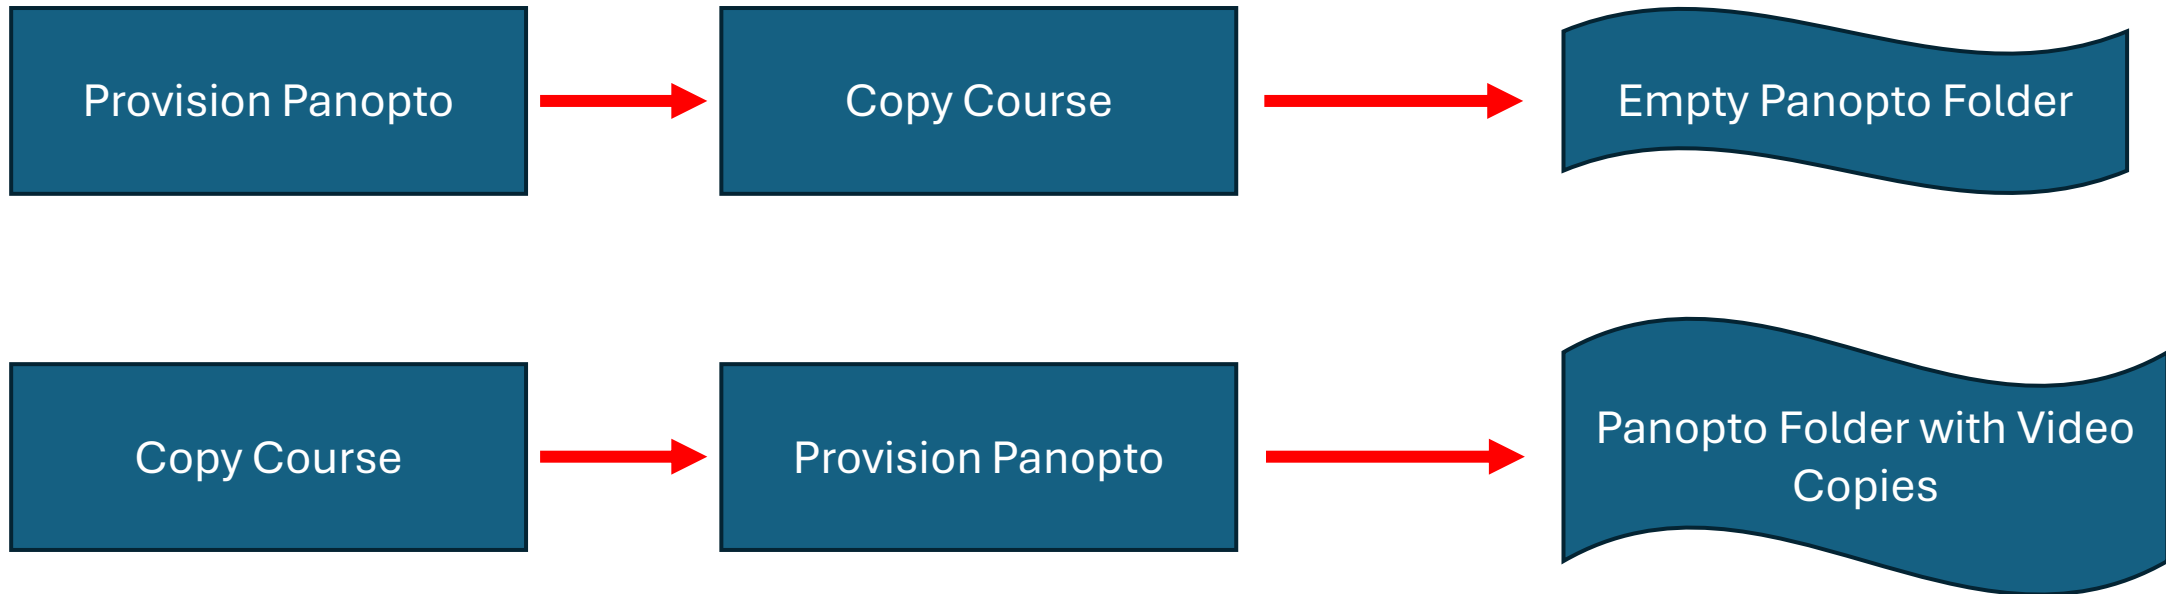 Provision Panopto
Copy Course
Empty Panopto Folder
Copy Course
Provision Panopto
Panopto Folder with Video
Copies